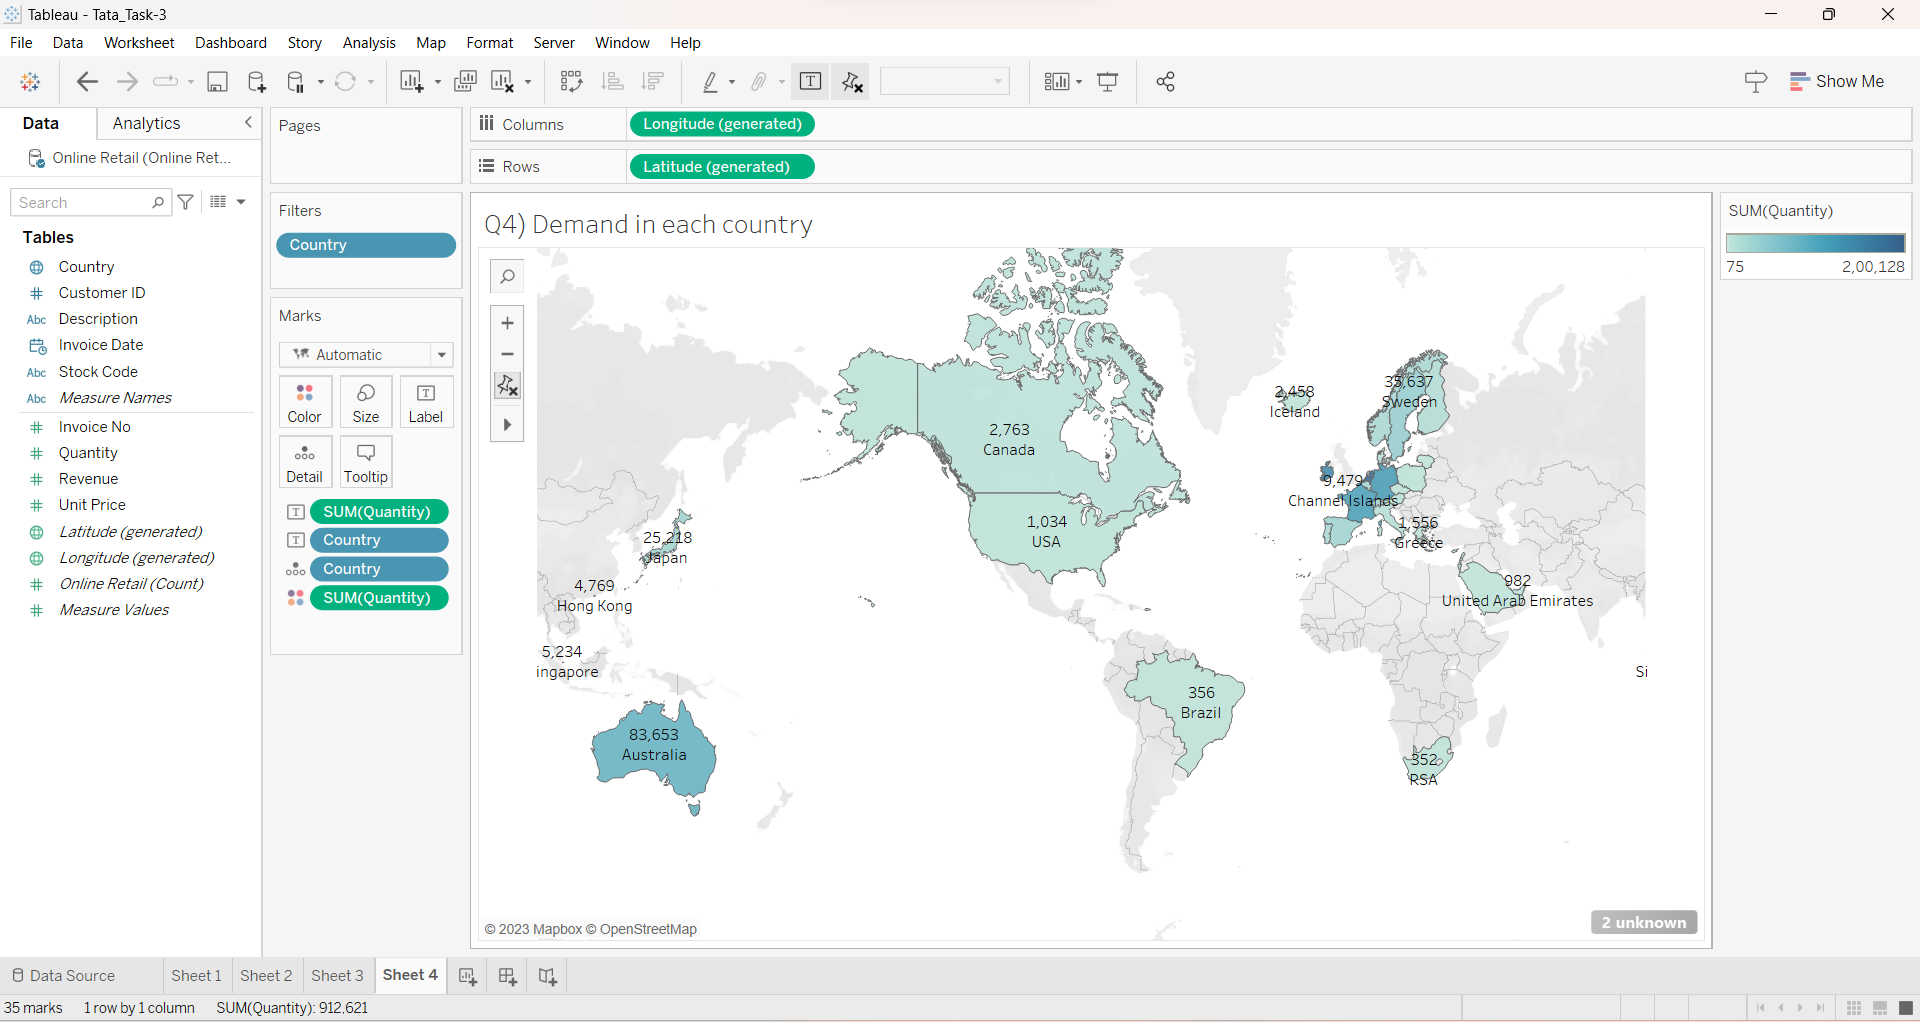 Tableau - Tata_Task-3
File Data Worksheet Dashboard Story Analysis Map Format Server Window Help
Show Me
Data Analytics
Online Retail (Online Ret...
Search
Tables
Country
Customer ID
Abc Description
Invoice Date
Abc Stock Code
Abc Measure Names
Invoice No
Quantity
Revenue
Unit Price
Latitude (generated)
Longitude (generated)
Online Retail (Count)
Measure Values
Pages
Filters
Country
Marks
Automatic
Color Size Label
Detail Tooltip
SUM(Quantity)
Country
Country
SUM(Quantity)
Columns Longitude (generated)
Rows Latitude (generated)
Q4) Demand in each country
2,763
Canada
1,034
USA
2,458
Iceland
35,637
Sweden
9,479
Channel Islands
1,556
Greece
982
United Arab Emirates
25,218
Japan
4,769
Hong Kong
5,234
ingapore
Si
83,653
Australia
356
Brazil
352
RSA
© 2023 Mapbox © OpenStreetMap
2 unknown
SUM(Quantity)
75 2,00,128
Data Source Sheet 1 Sheet 2 Sheet 3 Sheet 4
35 marks 1 row by 1 column SUM(Quantity): 912,621